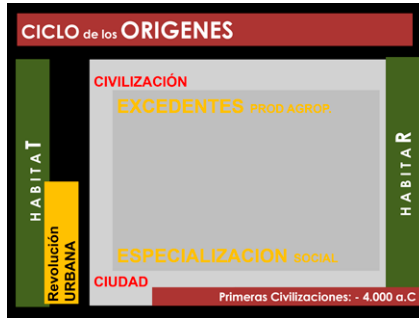 CICLO de los ORIGENES
CIVILIZACIÓN
EXCEDENTES PROD AGROP.
HABITAT
Revolución
URBANA
ESPECIALIZACION SOCIAL
CIUDAD
HABITAR
Primeras Civilizaciones: - 4.000 a.C